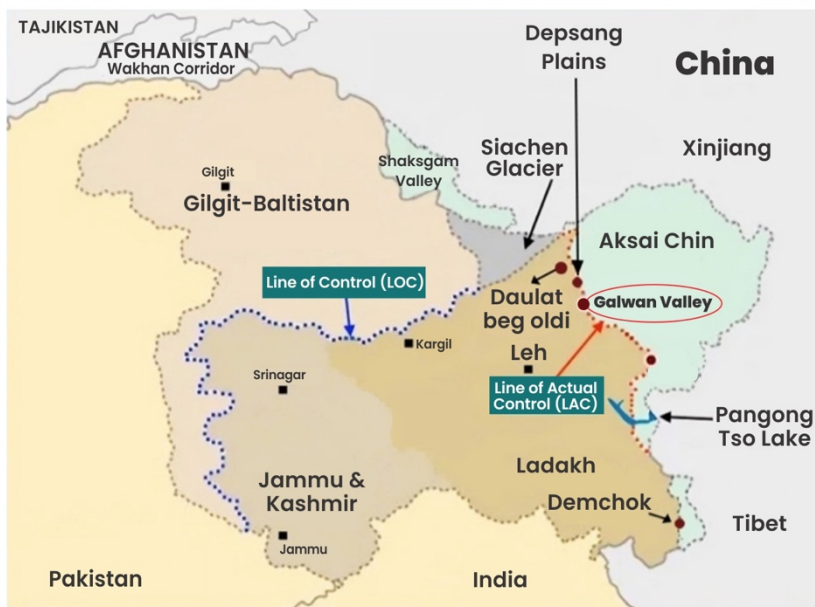 TAJIKISTAN
AFGHANISTAN
Wakhan Corridor
Depsang
Plains
China
Shaksgam
Valley
Siachen
Glacier
Xinjiang
Gilgit
Gilgit-Baltistan
Aksai Chin
Line of Control (LOC)
Daulat
beg oldi
Galwan Valley
Kargil
Leh
Srinagar
Line of Actual
Control (LAC)
Pangong
Tso Lake
Ladakh
Jammu &
Kashmir
Demchok
Tibet
Jammu
Pakistan
India